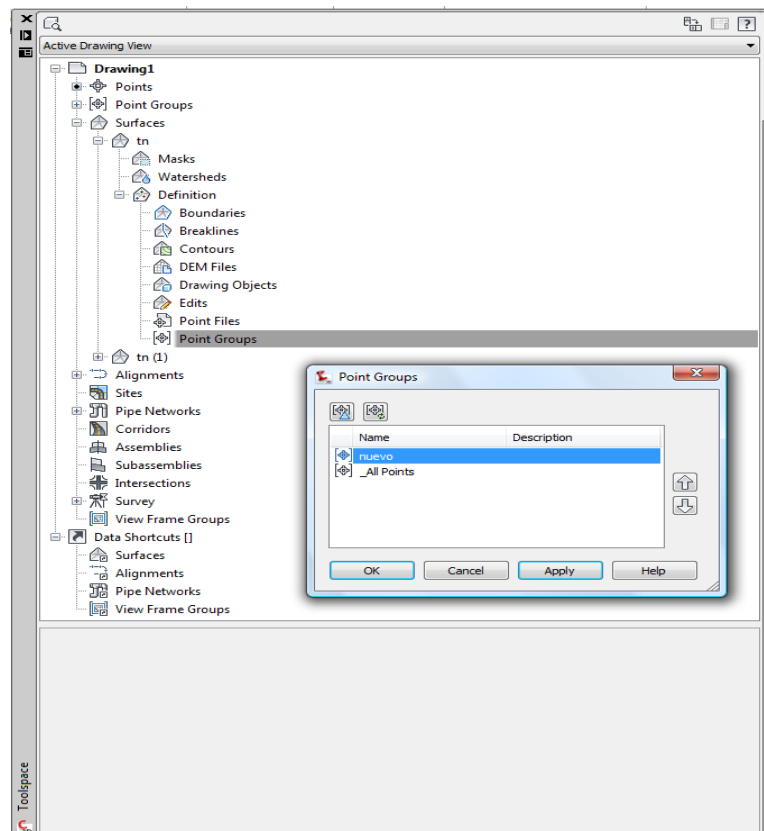 ?
Active Drawing View
Drawing1
Points
Point Groups
Surfaces
tn
Masks
Watersheds
Definition
Boundaries
Breaklines
Contours
DEM Files
Drawing Objects
Edits
Point Files
Point Groups
tn (1)
Alignments
Sites
Pipe Networks
Corridors
Assemblies
Subassemblies
Intersections
Survey
View Frame Groups
Data Shortcuts []
Surfaces
Alignments
Pipe Networks
View Frame Groups
Point Groups
Name Description
nuevo
_All Points
OK Cancel Apply Help
Toolspace